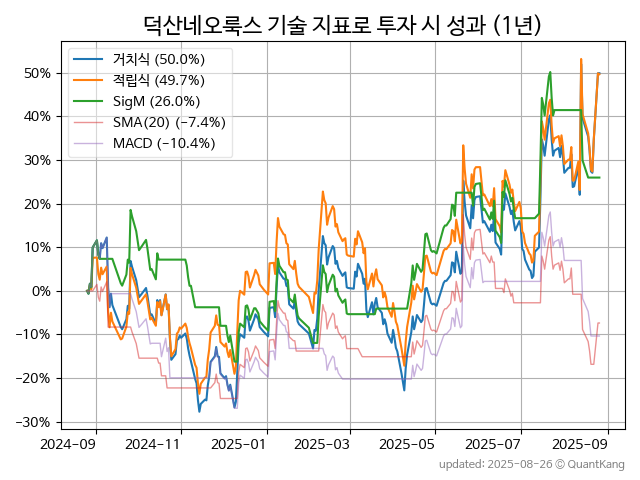 덕산네오룩스 기술 지표로 투자 시 성과 (1년)
거치식 (50.0%)
적립식 (49.7%)
SigM (26.0%)
SMA(20) (−7.4%)
MACD (−10.4%)
50%
40%
30%
20%
10%
0%
−10%
−20%
−30%
2024-09 2024-11 2025-01 2025-03 2025-05 2025-07 2025-09
updated: 2025-08-26 © QuantKang